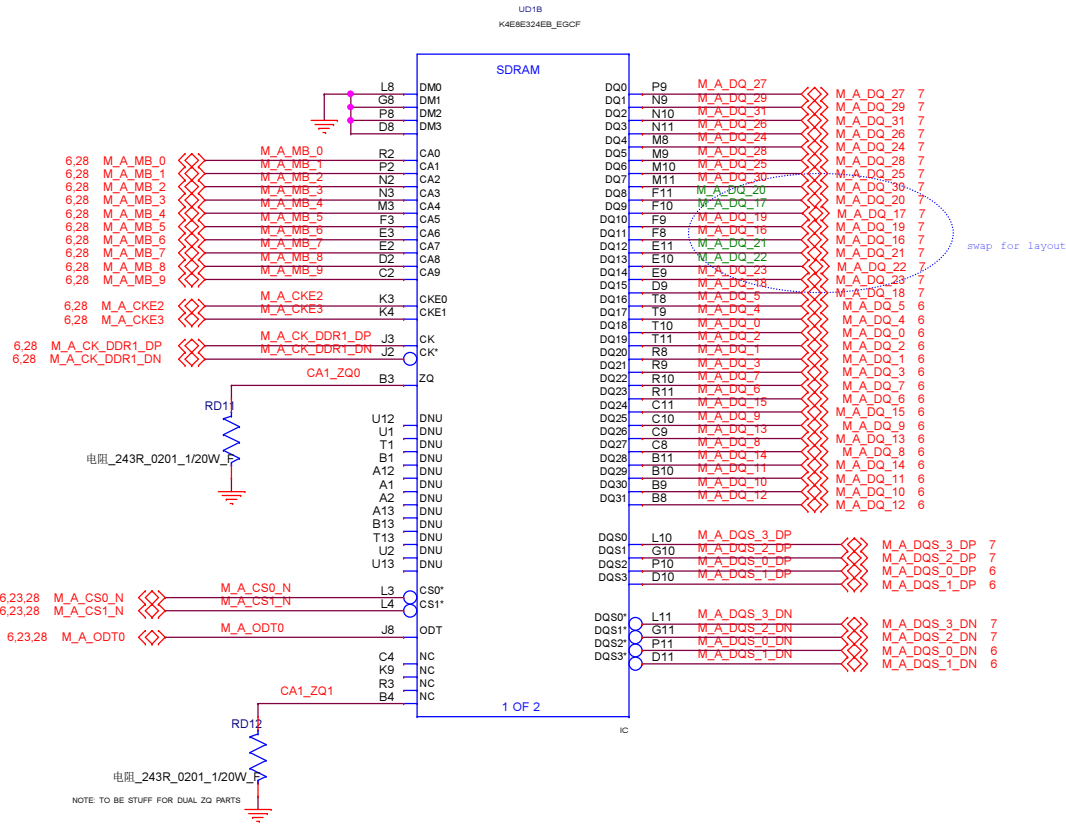 UD1B
K4E8E324EB_EGCF
SDRAM
L8 DM0
G8 DM1
P8 DM2
D8 DM3
6,28 M_A_MB_0 M_A_MB_0 R2 CA0
6,28 M_A_MB_1 M_A_MB_1 P2 CA1
6,28 M_A_MB_2 M_A_MB_2 N2 CA2
6,28 M_A_MB_3 M_A_MB_3 N3 CA3
6,28 M_A_MB_4 M_A_MB_4 M3 CA4
6,28 M_A_MB_5 M_A_MB_5 F3 CA5
6,28 M_A_MB_6 M_A_MB_6 E3 CA6
6,28 M_A_MB_7 M_A_MB_7 E2 CA7
6,28 M_A_MB_8 M_A_MB_8 D2 CA8
6,28 M_A_MB_9 M_A_MB_9 C2 CA9
6,28 M_A_CKE2 M_A_CKE2 K3 CKE0
6,28 M_A_CKE3 M_A_CKE3 K4 CKE1
6,28 M_A_CK_DDR1_DP M_A_CK_DDR1_DP J3 CK
6,28 M_A_CK_DDR1_DN M_A_CK_DDR1_DN J2 CK*
CA1_ZQ0 B3 ZQ
RD11
电阻_243R_0201_1/20W_F
U12 DNU
U1 DNU
T1 DNU
B1 DNU
A12 DNU
A1 DNU
A2 DNU
A13 DNU
B13 DNU
T13 DNU
U2 DNU
U13 DNU
6,23,28 M_A_CS0_N M_A_CS0_N L3 CS0*
6,23,28 M_A_CS1_N M_A_CS1_N L4 CS1*
6,23,28 M_A_ODT0 M_A_ODT0 J8 ODT
C4 NC
K9 NC
R3 NC
CA1_ZQ1 B4 NC
RD12
电阻_243R_0201_1/20W_F
NOTE: TO BE STUFF FOR DUAL ZQ PARTS
DQ0 P9 M_A_DQ_27 M_A_DQ_27 7
DQ1 N9 M_A_DQ_29 M_A_DQ_29 7
DQ2 N10 M_A_DQ_31 M_A_DQ_31 7
DQ3 N11 M_A_DQ_26 M_A_DQ_26 7
DQ4 M8 M_A_DQ_24 M_A_DQ_24 7
DQ5 M9 M_A_DQ_28 M_A_DQ_28 7
DQ6 M10 M_A_DQ_25 M_A_DQ_25 7
DQ7 M11 M_A_DQ_30 M_A_DQ_30 7
DQ8 F11 M_A_DQ_20 M_A_DQ_20 7
DQ9 F10 M_A_DQ_17 M_A_DQ_17 7
DQ10 F9 M_A_DQ_19 M_A_DQ_19 7
DQ11 F8 M_A_DQ_16 M_A_DQ_16 7
DQ12 E11 M_A_DQ_21 M_A_DQ_21 7
DQ13 E10 M_A_DQ_22 M_A_DQ_22 7
DQ14 E9 M_A_DQ_23 M_A_DQ_23 7
DQ15 D9 M_A_DQ_18 M_A_DQ_18 7
swap for layout
DQ16 T8 M_A_DQ_5 M_A_DQ_5 6
DQ17 T9 M_A_DQ_4 M_A_DQ_4 6
DQ18 T10 M_A_DQ_0 M_A_DQ_0 6
DQ19 T11 M_A_DQ_2 M_A_DQ_2 6
DQ20 R8 M_A_DQ_1 M_A_DQ_1 6
DQ21 R9 M_A_DQ_3 M_A_DQ_3 6
DQ22 R10 M_A_DQ_7 M_A_DQ_7 6
DQ23 R11 M_A_DQ_6 M_A_DQ_6 6
DQ24 C11 M_A_DQ_15 M_A_DQ_15 6
DQ25 C10 M_A_DQ_9 M_A_DQ_9 6
DQ26 C9 M_A_DQ_13 M_A_DQ_13 6
DQ27 C8 M_A_DQ_8 M_A_DQ_8 6
DQ28 B11 M_A_DQ_14 M_A_DQ_14 6
DQ29 B10 M_A_DQ_11 M_A_DQ_11 6
DQ30 B9 M_A_DQ_10 M_A_DQ_10 6
DQ31 B8 M_A_DQ_12 M_A_DQ_12 6
DQS0 L10 M_A_DQS_3_DP M_A_DQS_3_DP 7
DQS1 G10 M_A_DQS_2_DP M_A_DQS_2_DP 7
DQS2 P10 M_A_DQS_0_DP M_A_DQS_0_DP 6
DQS3 D10 M_A_DQS_1_DP M_A_DQS_1_DP 6
DQS0* L11 M_A_DQS_3_DN M_A_DQS_3_DN 7
DQS1* G11 M_A_DQS_2_DN M_A_DQS_2_DN 7
DQS2* P11 M_A_DQS_0_DN M_A_DQS_0_DN 6
DQS3* D11 M_A_DQS_1_DN M_A_DQS_1_DN 6
1 OF 2
IC